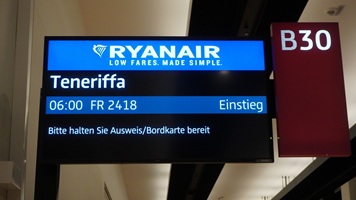 RYANAIR
LOW FARES. MADE SIMPLE.
B30
Teneriffa
06:00 FR 2418 Einstieg
Bitte halten Sie Ausweis/Bordkarte bereit